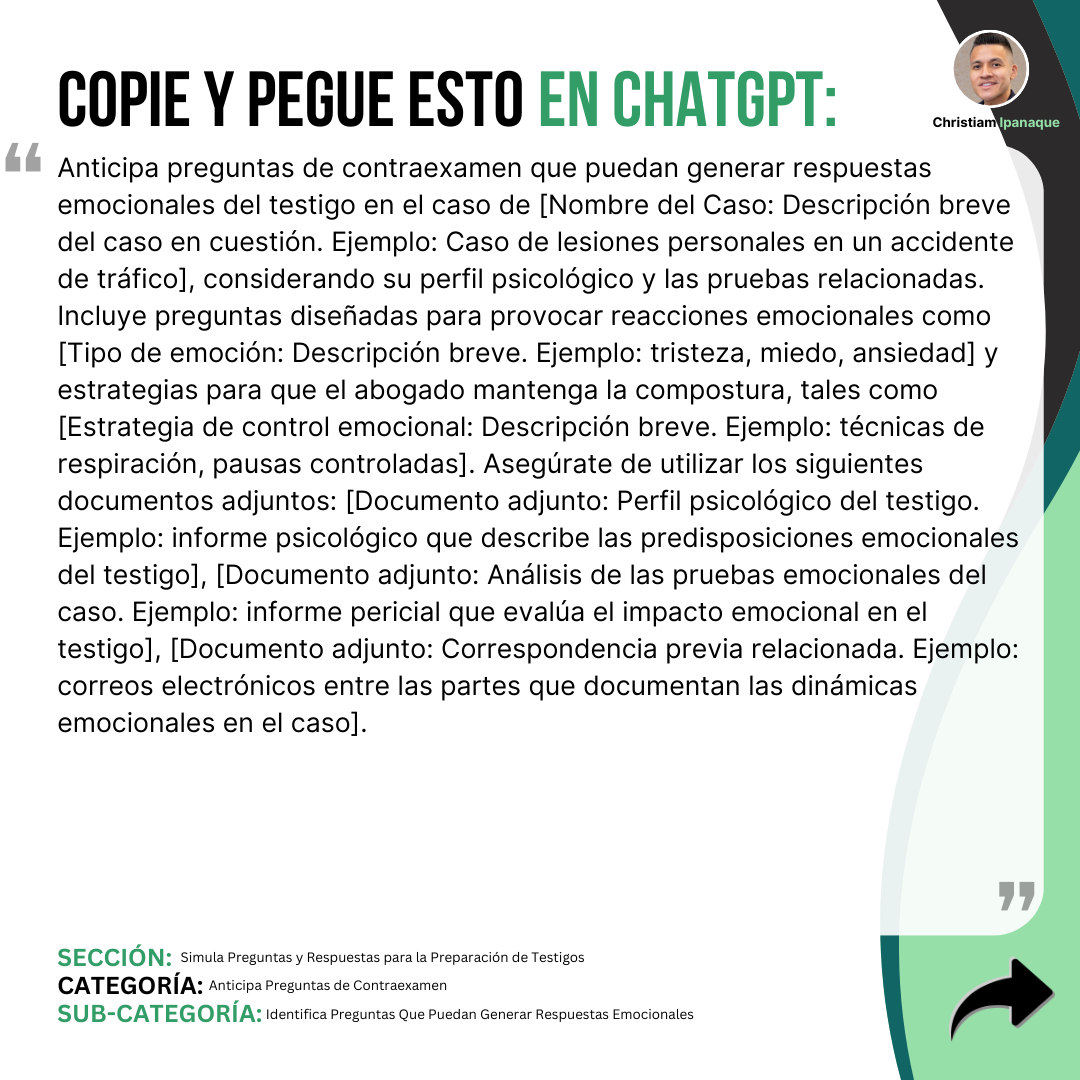 COPIE Y PEGUE ESTO EN CHATGPT:
Christiam Ipanaque
“
Anticipa preguntas de contraexamen que puedan generar respuestas
emocionales del testigo en el caso de [Nombre del Caso: Descripción breve
del caso en cuestión. Ejemplo: Caso de lesiones personales en un accidente
de tráfico], considerando su perfil psicológico y las pruebas relacionadas.
Incluye preguntas diseñadas para provocar reacciones emocionales como
[Tipo de emoción: Descripción breve. Ejemplo: tristeza, miedo, ansiedad] y
estrategias para que el abogado mantenga la compostura, tales como
[Estrategia de control emocional: Descripción breve. Ejemplo: técnicas de
respiración, pausas controladas]. Asegúrate de utilizar los siguientes
documentos adjuntos: [Documento adjunto: Perfil psicológico del testigo.
Ejemplo: informe psicológico que describe las predisposiciones emocionales
del testigo], [Documento adjunto: Análisis de las pruebas emocionales del
caso. Ejemplo: informe pericial que evalúa el impacto emocional en el
testigo], [Documento adjunto: Correspondencia previa relacionada. Ejemplo:
correos electrónicos entre las partes que documentan las dinámicas
emocionales en el caso].
”
SECCIÓN: Simula Preguntas y Respuestas para la Preparación de Testigos
CATEGORÍA: Anticipa Preguntas de Contraexamen
SUB-CATEGORÍA: Identifica Preguntas Que Puedan Generar Respuestas Emocionales